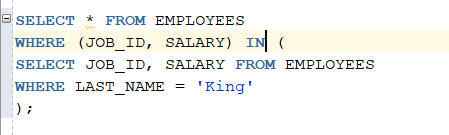 SELECT * FROM EMPLOYEES
WHERE (JOB_ID, SALARY) IN (
SELECT JOB_ID, SALARY FROM EMPLOYEES
WHERE LAST_NAME = 'King'
);